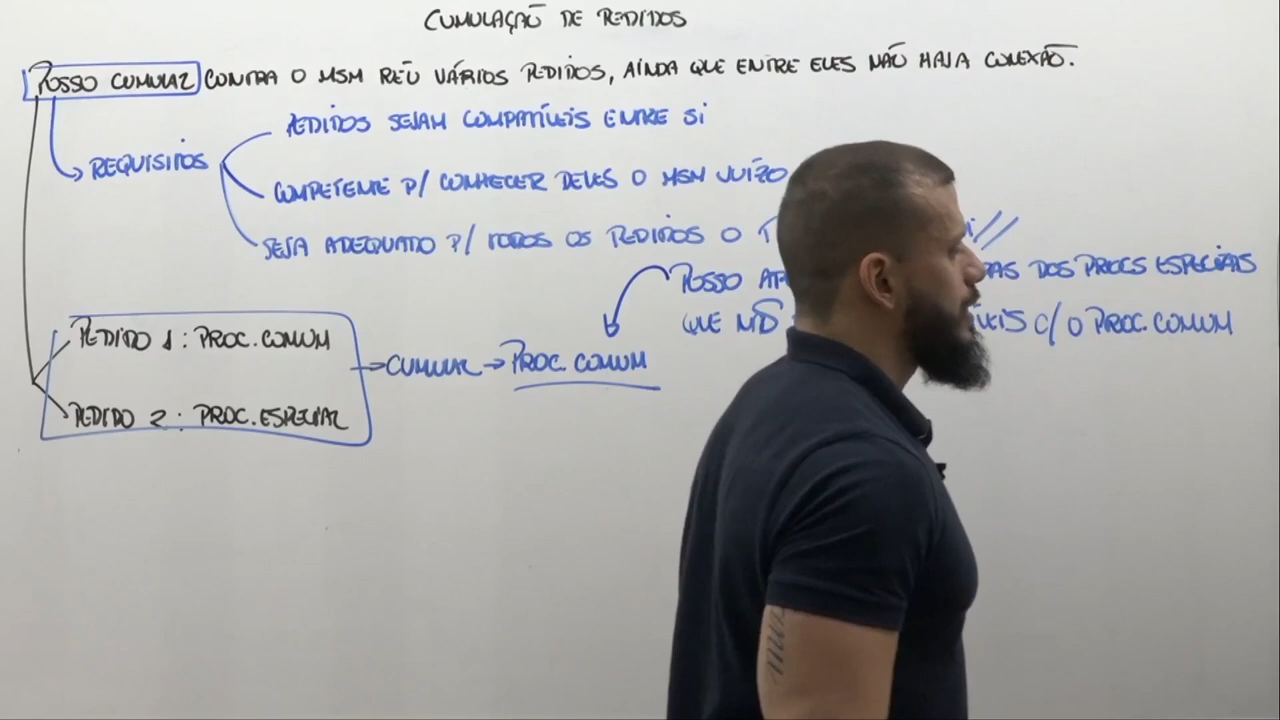 CUMULAÇÃO DE PEDIDOS
POSSO CUMULAR CONTRA O MSM RÉU VÁRIOS PEDIDOS, AINDA QUE ENTRE ELES NÃO HAJA CONEXÃO.
PEDIDOS SEJAM COMPATÍVEIS ENTRE SI
REQUISITOS
COMPETENTE P/ CONHECER DELES O MSM JUÍZO
SEJA ADEQUADO P/ TODOS OS PEDIDOS O
POSSO DOS PROCS ESPECIAIS
QUE NÃO C/ O PROC. COMUM
PEDIDO 1 : PROC. COMUM
CUMULAR → PROC. COMUM
PEDIDO 2 : PROC. ESPECIAL